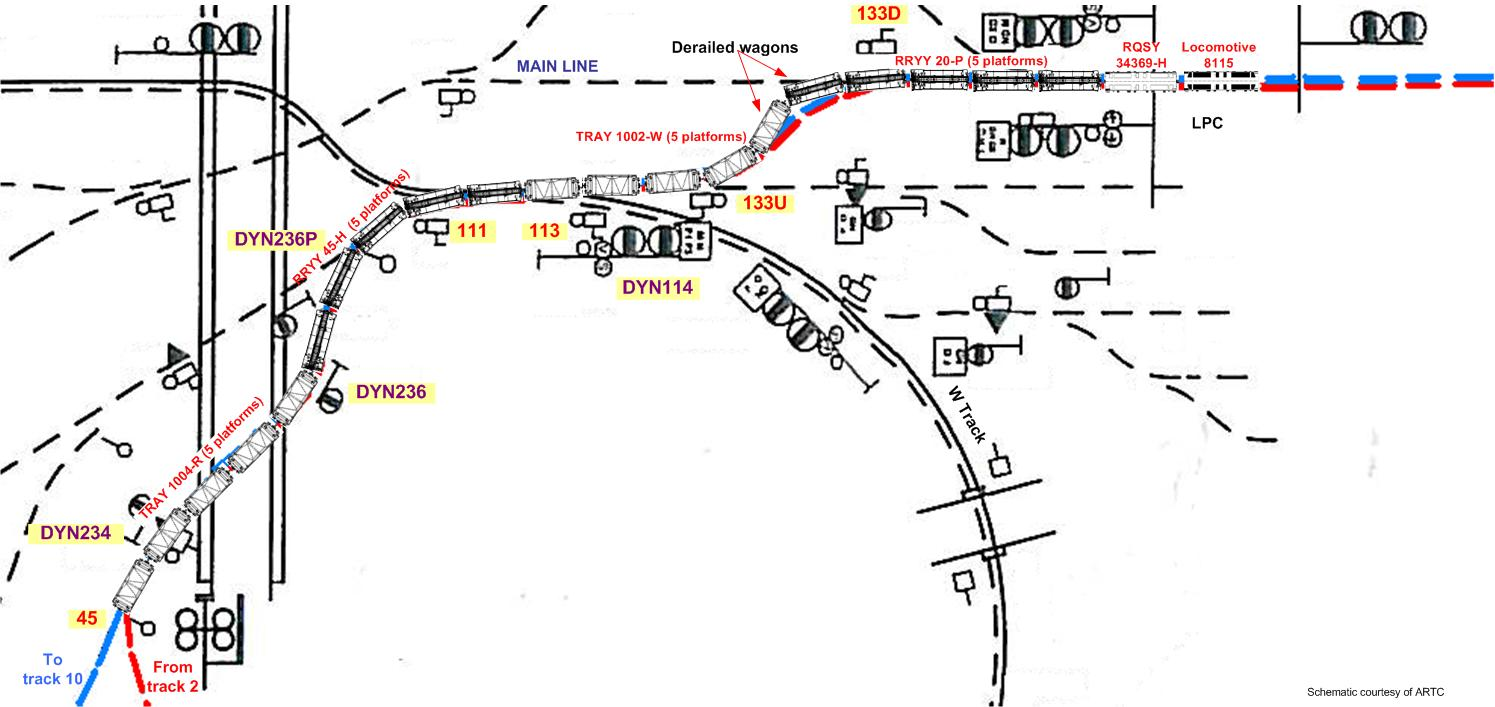 133D
Derailed wagons
RQSY
34369-H
Locomotive
8115
MAIN LINE
RRYY 20-P (5 platforms)
LPC
TRAY 1002-W (5 platforms)
133U
RRYY 45-H (5 platforms)
DYN236P
111
113
DYN114
DYN236
W Track
TRAY 1004-R (5 platforms)
DYN234
45
To
track 10
From
track 2
Schematic courtesy of ARTC